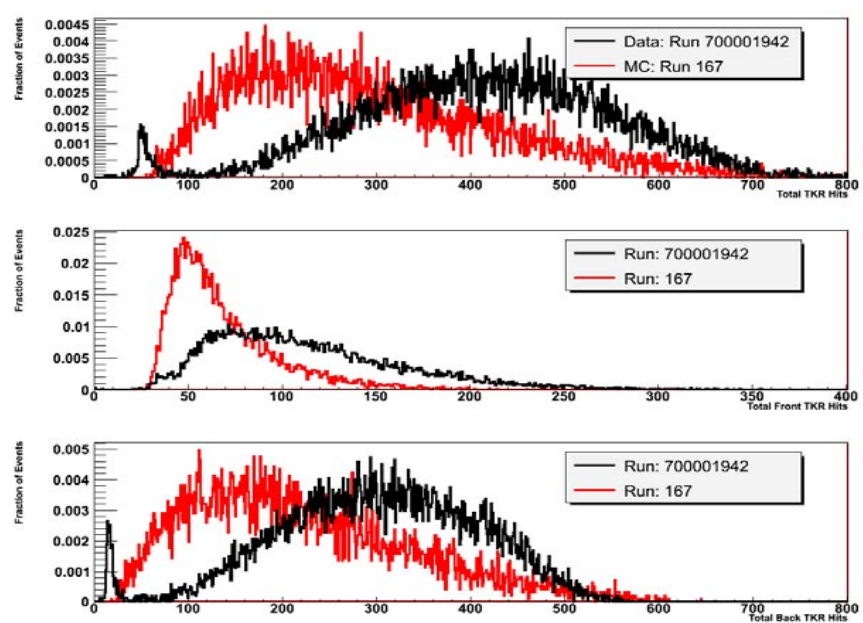 Fraction of Events
0.0045
0.004
0.0035
0.003
0.0025
0.002
0.0015
0.001
0.0005
0
Data: Run 700001942
MC: Run 167
0 100 200 300 400 500 600 700 800
Total TKR Hits
Fraction of Events
0.025
0.02
0.015
0.01
0.005
0
Run: 700001942
Run: 167
0 50 100 150 200 250 300 350 400
Total Front TKR Hits
Fraction of Events
0.005
0.004
0.003
0.002
0.001
0
Run: 700001942
Run: 167
0 100 200 300 400 500 600 700 800
Total Back TKR Hits